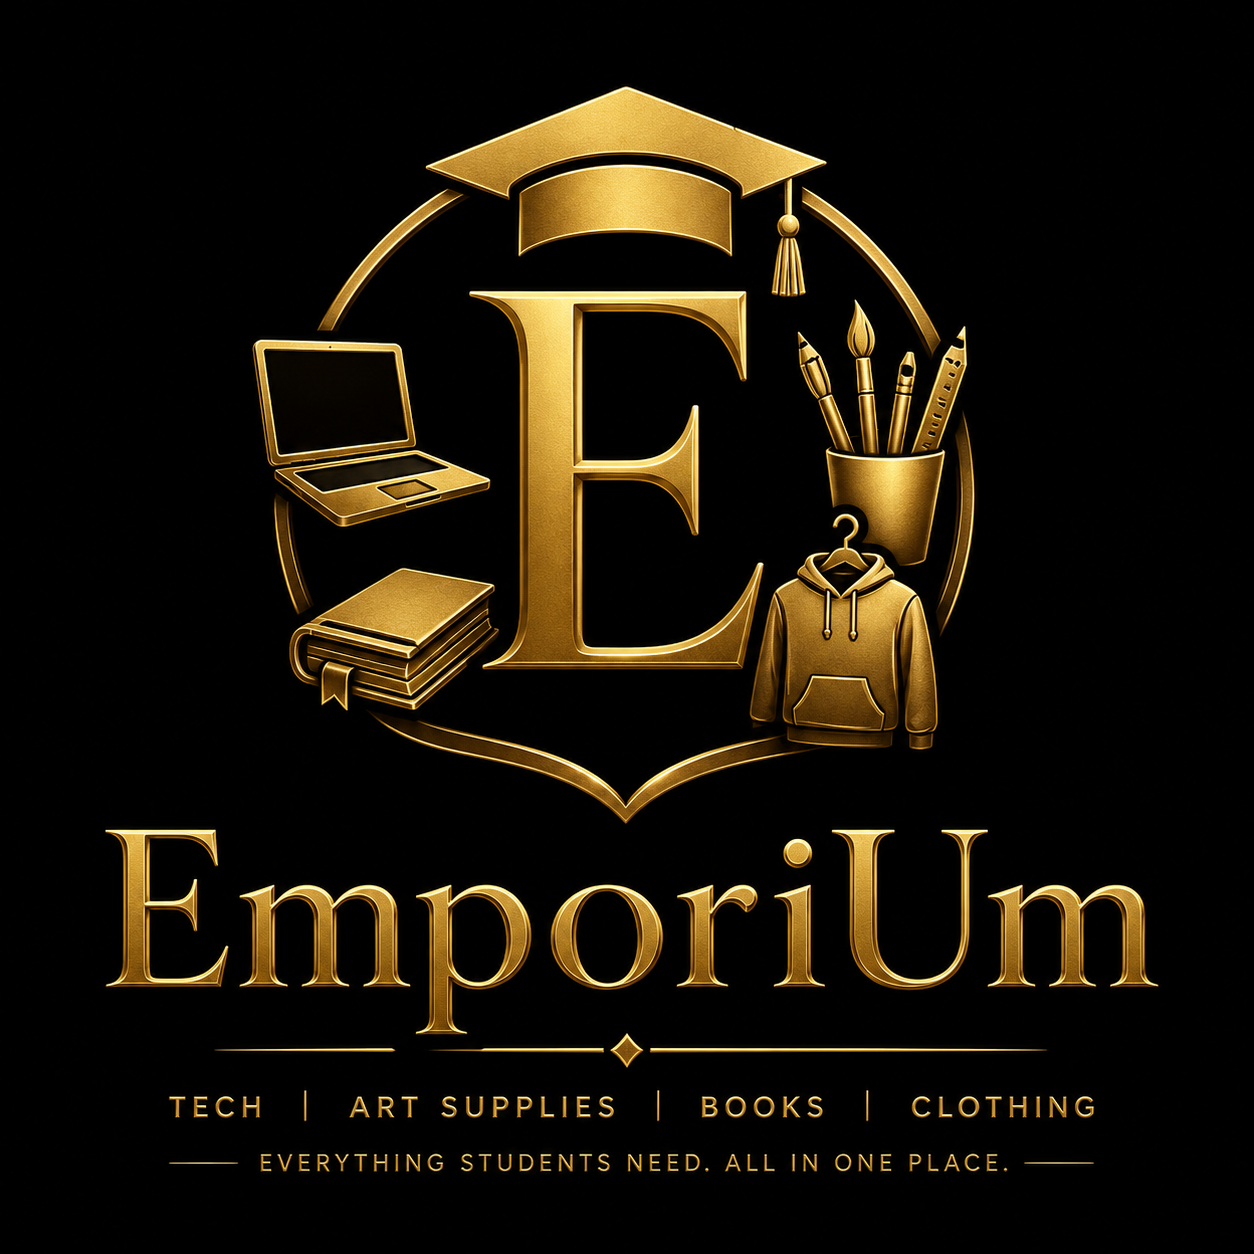 E
EmporiUm
TECH | ART SUPPLIES | BOOKS | CLOTHING
EVERYTHING STUDENTS NEED. ALL IN ONE PLACE.